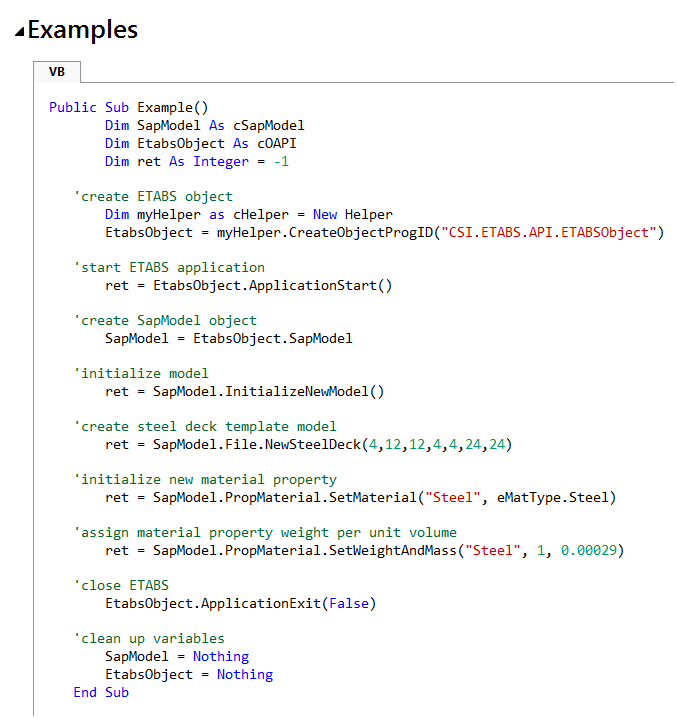 Examples
VB
Public Sub Example()
Dim SapModel As cSapModel
Dim EtabsObject As cOAPI
Dim ret As Integer = -1
'create ETABS object
Dim myHelper as cHelper = New Helper
EtabsObject = myHelper.CreateObjectProgID("CSI.ETABS.API.ETABSObject")
'start ETABS application
ret = EtabsObject.ApplicationStart()
'create SapModel object
SapModel = EtabsObject.SapModel
'initialize model
ret = SapModel.InitializeNewModel()
'create steel deck template model
ret = SapModel.File.NewSteelDeck(4,12,12,4,4,24,24)
'initialize new material property
ret = SapModel.PropMaterial.SetMaterial("Steel", eMatType.Steel)
'assign material property weight per unit volume
ret = SapModel.PropMaterial.SetWeightAndMass("Steel", 1, 0.00029)
'close ETABS
EtabsObject.ApplicationExit(False)
'clean up variables
SapModel = Nothing
EtabsObject = Nothing
End Sub